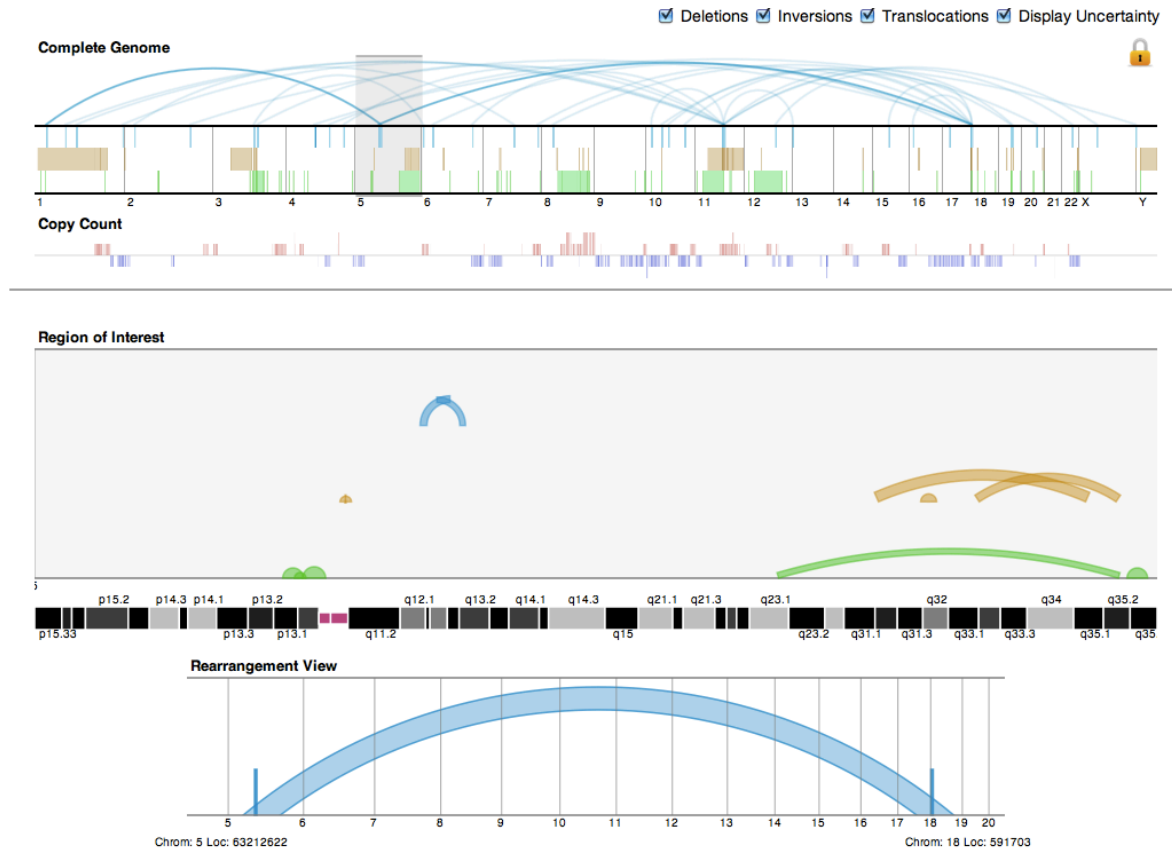 Deletions Inversions Translocations Display Uncertainty
Complete Genome
1 2 3 4 5 6 7 8 9 10 11 12 13 14 15 16 17 18 19 20 21 22 X Y
Copy Count
Region of Interest
5
p15.2 p14.3 p14.1 p13.2 q12.1 q13.2 q14.1 q14.3 q21.1 q21.3 q23.1 q32 q34 q35.2
p15.33 p13.3 p13.1 q11.2 q15 q23.2 q31.1 q31.3 q33.1 q33.3 q35.1 q35
Rearrangement View
5 6 7 8 9 10 11 12 13 14 15 16 17 18 19 20
Chrom: 5 Loc: 63212622 Chrom: 18 Loc: 591703